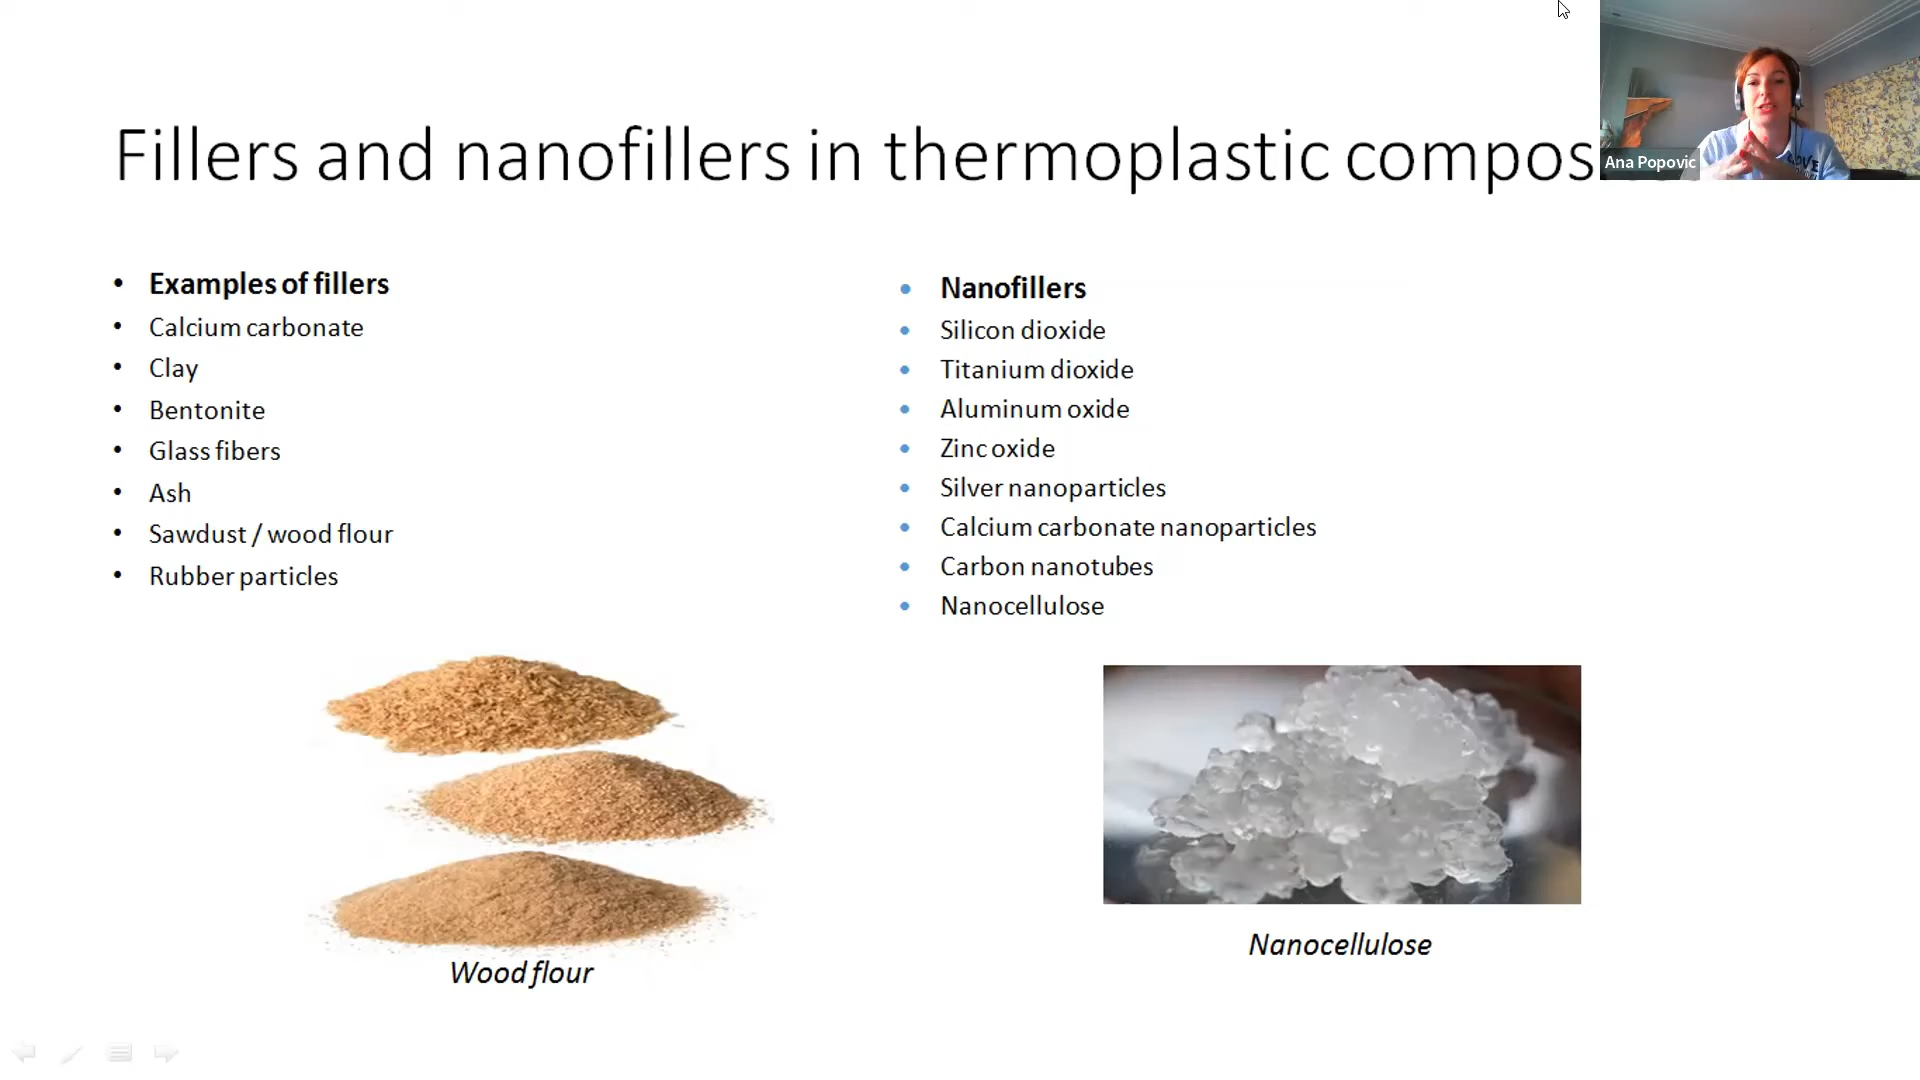 Fillers and nanofillers in thermoplastic compos
Ana Popovic
Examples of fillers
Calcium carbonate
Clay
Bentonite
Glass fibers
Ash
Sawdust / wood flour
Rubber particles
Nanofillers
Silicon dioxide
Titanium dioxide
Aluminum oxide
Zinc oxide
Silver nanoparticles
Calcium carbonate nanoparticles
Carbon nanotubes
Nanocellulose
Wood flour
Nanocellulose